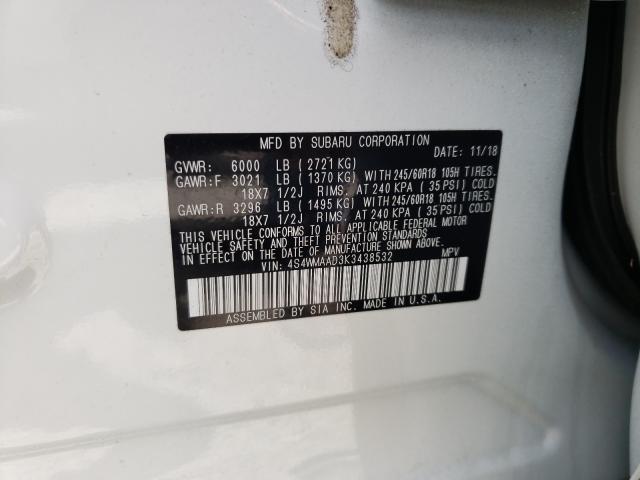 MFD BY SUBARU CORPORATION
DATE: 11/18
GVWR: 6000 LB ( 2721 KG)
GAWR:F 3021 LB ( 1370 KG) WITH 245/60R18 105H TIRES.
18X7 1/2J RIMS. AT 240 KPA ( 35 PSI) COLD
GAWR:R 3296 LB ( 1495 KG) WITH 245/60R18 105H TIRES.
18X7 1/2J RIMS. AT 240 KPA ( 35 PSI) COLD
THIS VEHICLE CONFORMS TO ALL APPLICABLE FEDERAL MOTOR
VEHICLE SAFETY AND THEFT PREVENTION STANDARDS
IN EFFECT ON THE DATE OF MANUFACTURE SHOWN ABOVE.
VIN: 4S4WMAAD3K3438532 MPV
ASSEMBLED BY SIA INC. MADE IN U.S.A.